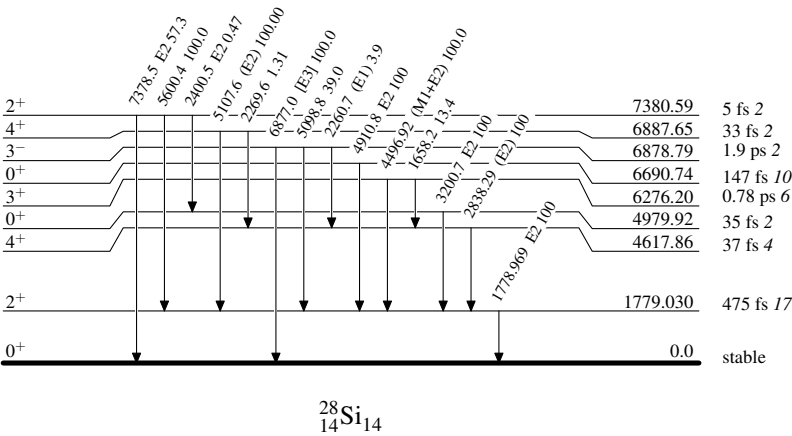 7378.5 E2 57.3
5600.4 100.0
2400.5 E2 0.47
5107.6 (E2) 100.00
2269.6 1.31
6877.0 [E3] 100.0
5098.8 39.0
2260.7 (E1) 3.9
4910.8 E2 100
4496.92 (M1+E2) 100.0
1658.2 13.4
3200.7 E2 100
2838.29 (E2) 100
1778.969 E2 100
2⁺ 7380.59 5 fs 2
4⁺ 6887.65 33 fs 2
3⁻ 6878.79 1.9 ps 2
0⁺ 6690.74 147 fs 10
3⁺ 6276.20 0.78 ps 6
0⁺ 4979.92 35 fs 2
4⁺ 4617.86 37 fs 4
2⁺ 1779.030 475 fs 17
0⁺ 0.0 stable
²⁸₁₄Si₁₄